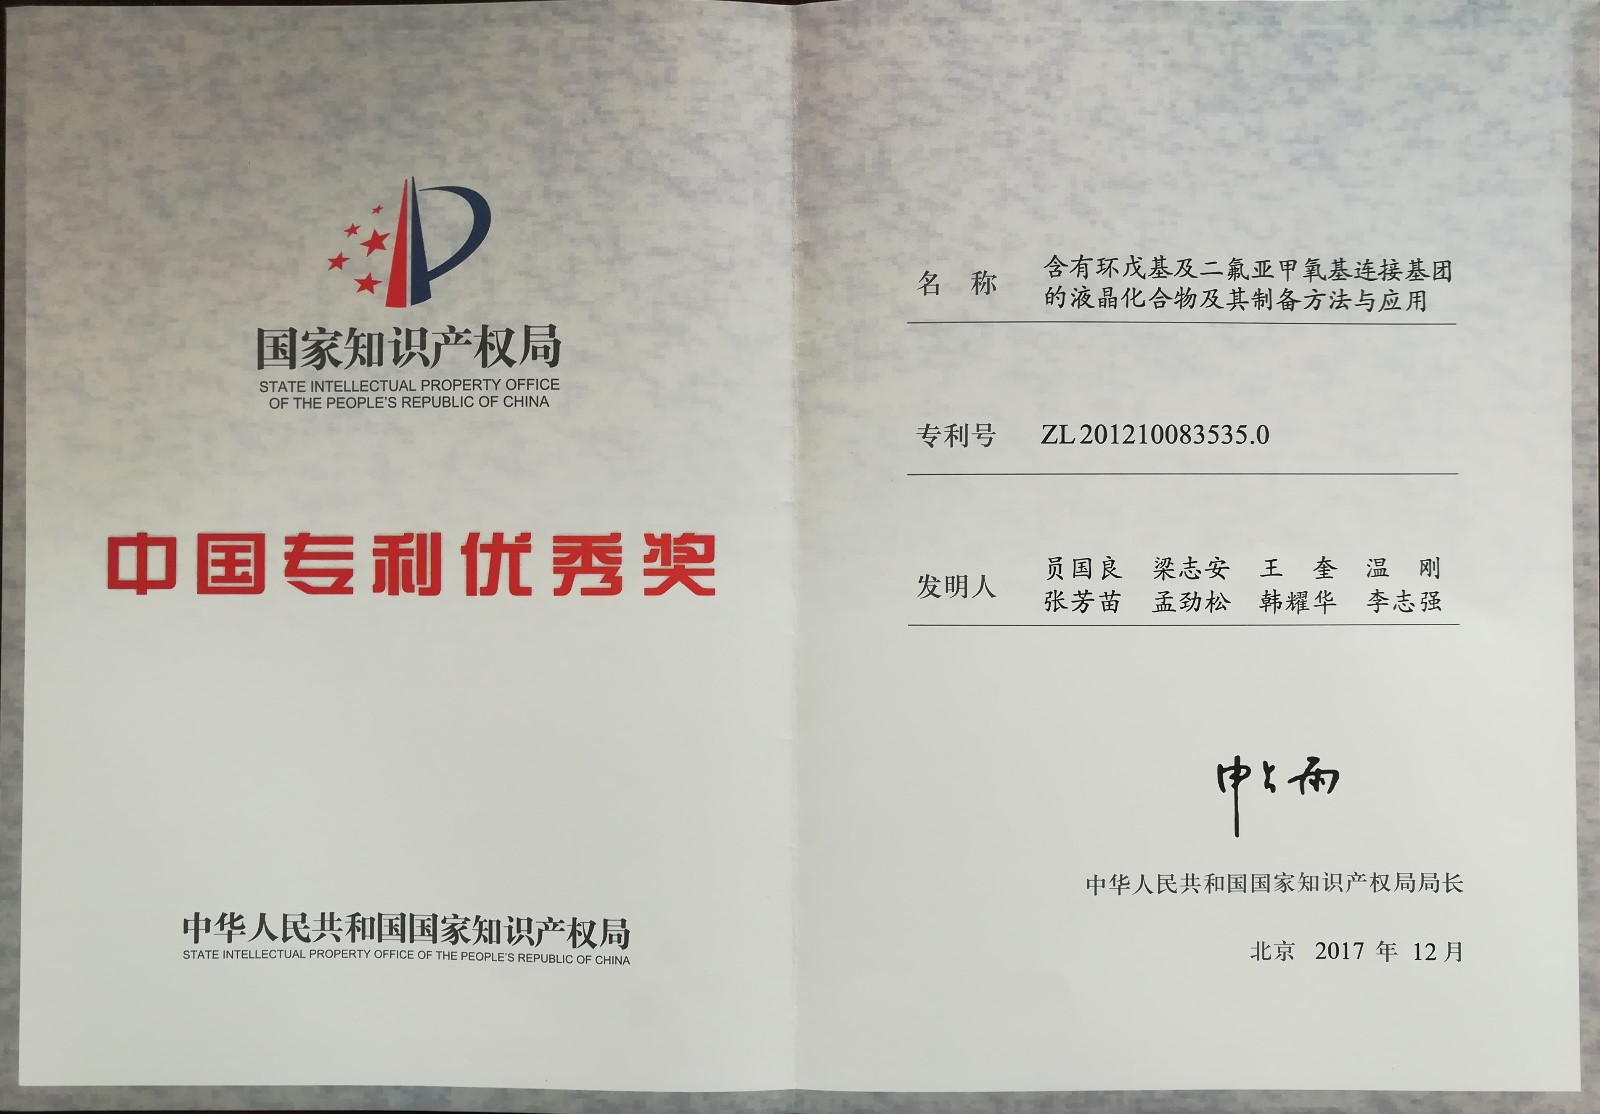 国家知识产权局
STATE INTELLECTUAL PROPERTY OFFICE
OF THE PEOPLE'S REPUBLIC OF CHINA
中国专利优秀奖
中华人民共和国国家知识产权局
STATE INTELLECTUAL PROPERTY OFFICE OF THE PEOPLE'S REPUBLIC OF CHINA
名 称 含有环戊基及二氟亚甲氧基连接基团
的液晶化合物及其制备方法与应用
专利号 ZL201210083535.0
发明人 员国良 梁志安 王 奎 温 刚
张芳苗 孟劲松 韩耀华 李志强
申长雨
中华人民共和国国家知识产权局局长
北京 2017 年 12 月